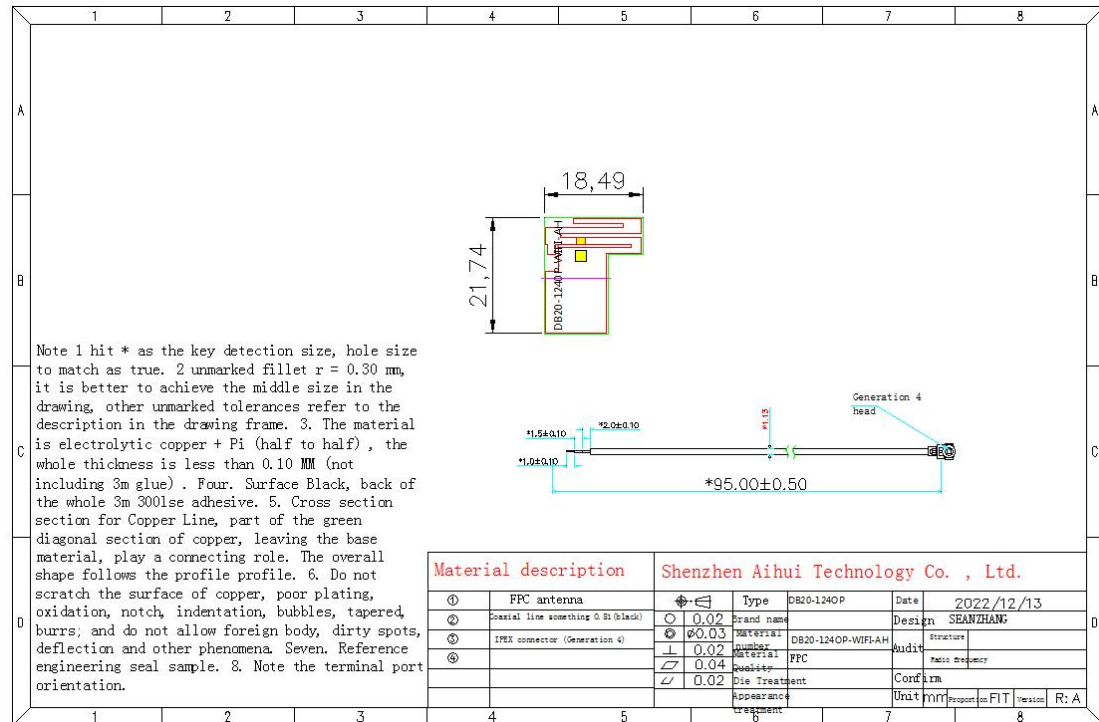 1 2 3 4 5 6 7 8
A A
B B
C C
D D
18,49
21,74
DB20-124OP-WIFI-AH
Note 1 hit * as the key detection size, hole size
to match as true. 2 unmarked fillet r = 0.30 mm,
it is better to achieve the middle size in the
drawing, other unmarked tolerances refer to the
description in the drawing frame. 3. The material
is electrolytic copper + Pi (half to half) , the
whole thickness is less than 0.10 MM (not
including 3m glue) . Four. Surface Black, back of
the whole 3m 300lse adhesive. 5. Cross section
section for Copper Line, part of the green
diagonal section of copper, leaving the base
material, play a connecting role. The overall
shape follows the profile profile. 6. Do not
scratch the surface of copper, poor plating,
oxidation, notch, indentation, bubbles, tapered,
burrs; and do not allow foreign body, dirty spots,
deflection and other phenomena. Seven. Reference
engineering seal sample. 8. Note the terminal port
orientation.
Generation 4
head
*1.5±0.10
*2.0±0.10
*1.0±0.10
*1.13
*95.00±0.50
Material description
① FPC antenna
② Coaxial line something 0.81(black)
③ IPEX connector (Generation 4)
④
Shenzhen Aihui Technology Co. , Ltd.
Type DB20-124OP Date 2022/12/13
0.02 Brand name Design SEANZHANG
ø0.03 Material number DB20-124OP-WIFI-AH Audit Structure
0.02 Material Quality FPC Radio frequency
0.04
0.02 Die Treatment Confirm
Appearance treatment Unit mm Proportion FIT Version R:A
1 2 3 4 5 6 7 8